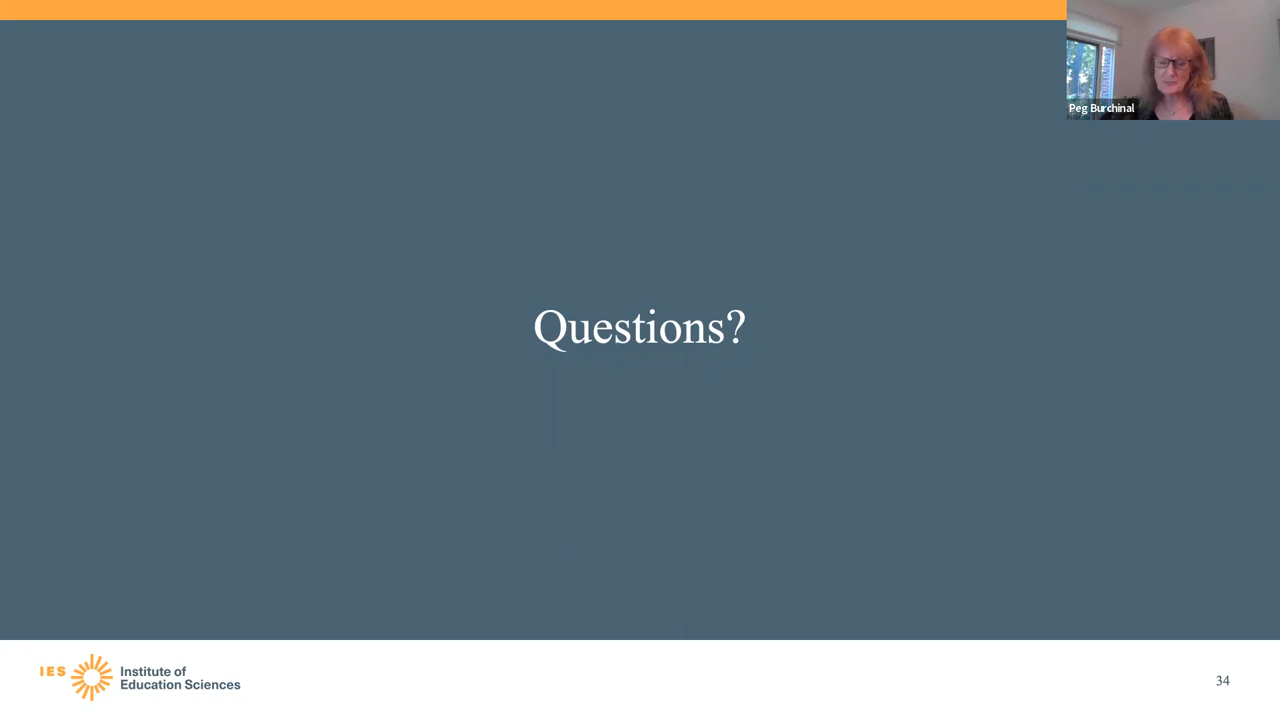 Peg Burchinal
Questions?
IES
Institute of
Education Sciences
34